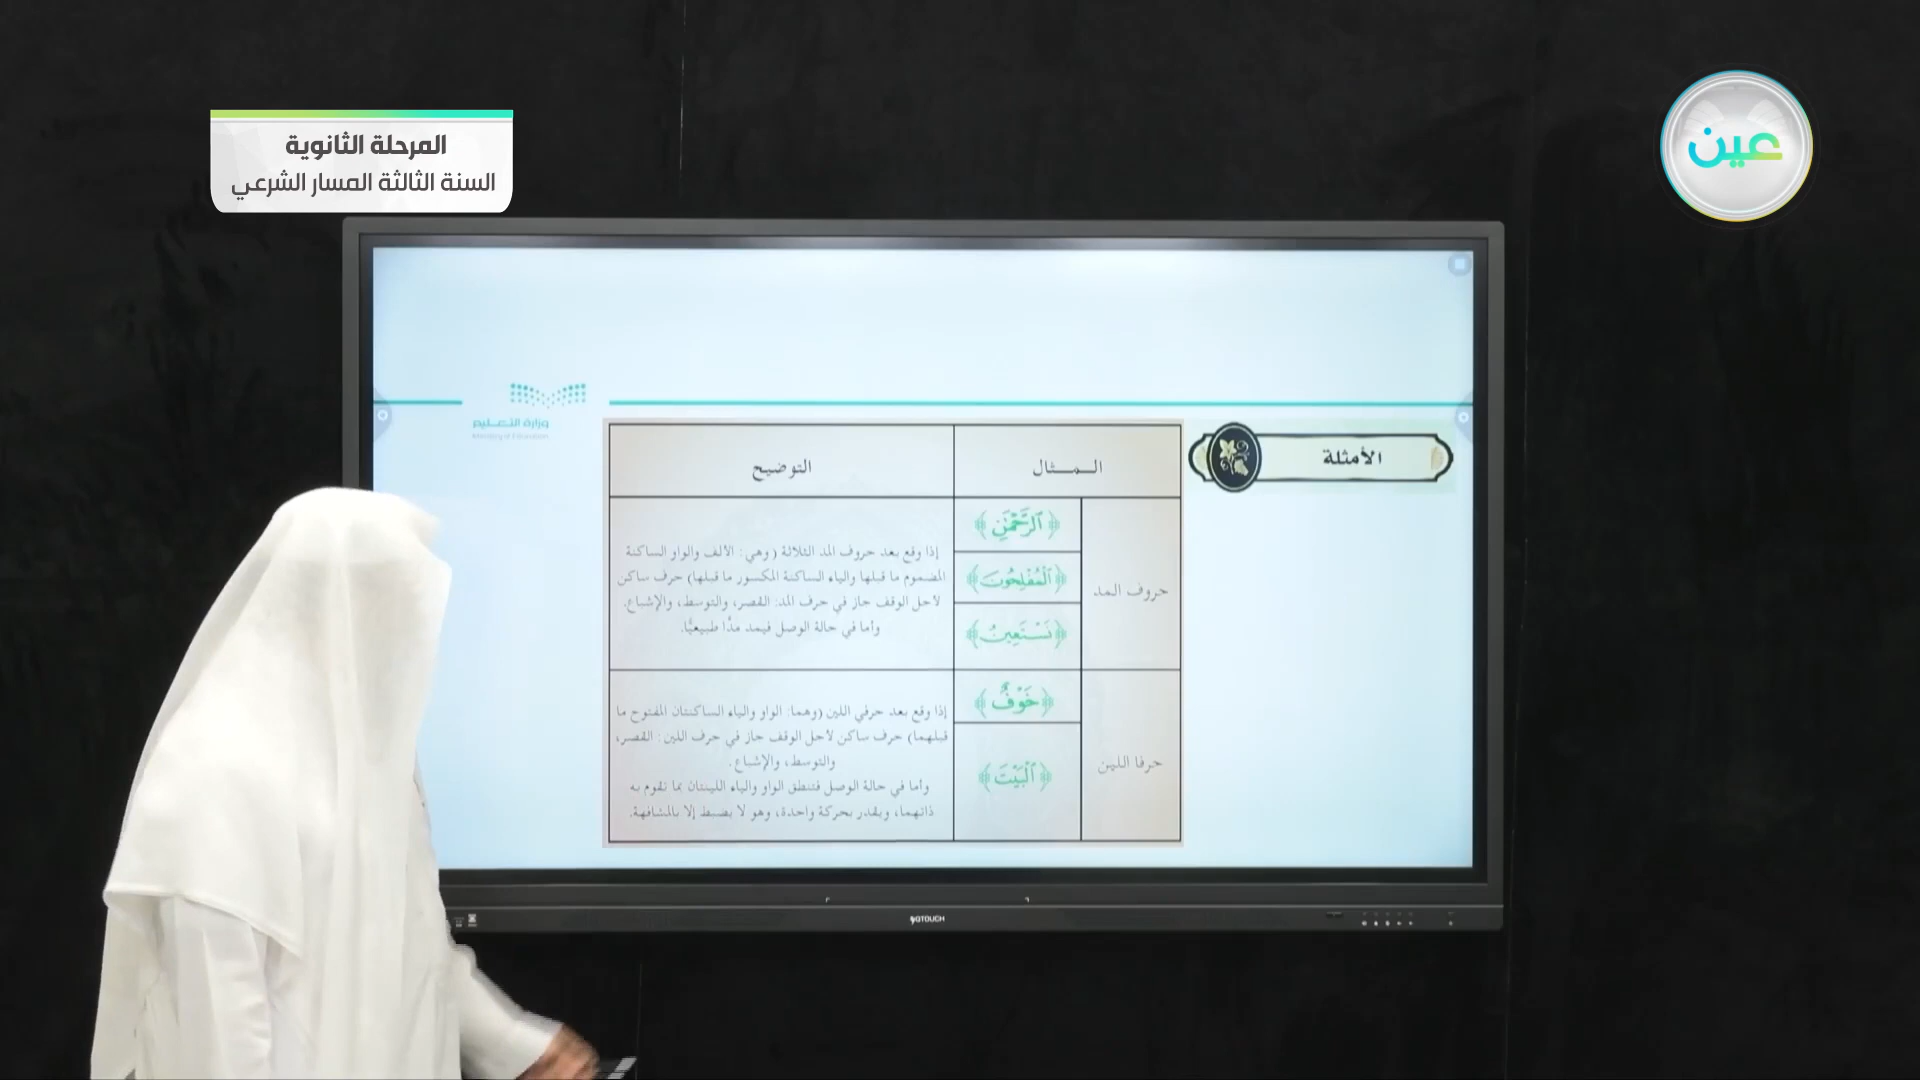 المرحلة الثانوية
السنة الثالثة المسار الشرعي
عين
وزارة التعليم
Ministry of Education
الأمثلة
المـــثال
التوضيح
حروف المد
﴿ٱلرَّحْمَٰنِ﴾
﴿ٱلْمُفْلِحُونَ﴾
﴿نَسْتَعِينُ﴾
إذا وقع بعد حروف المد الثلاثة (وهي: الألف والواو الساكنة
المضموم ما قبلها والياء الساكنة المكسور ما قبلها) حرف ساكن
لأجل الوقف جاز في حرف المد: القصر، والتوسط، والإشباع.
وأما في حالة الوصل فيمد مدًّا طبيعيًّا.
حرفا اللين
﴿خَوْفٌ﴾
﴿ٱلْبَيْتَ﴾
إذا وقع بعد حرفي اللين (وهما: الواو والياء الساكنتان المفتوح ما
قبلهما) حرف ساكن لأجل الوقف جاز في حرف اللين: القصر،
والتوسط، والإشباع.
وأما في حالة الوصل فتنطق الواو والياء اللينتان بما تقوم به
ذاتهما، ويقدر بحركة واحدة، وهو لا يضبط إلا بالمشافهة.
IQTOUCH